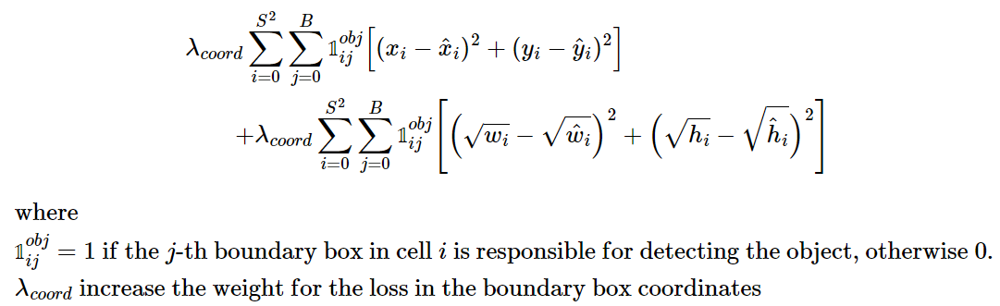 $\lambda_{coord} \sum_{i=0}^{S^2} \sum_{j=0}^{B} \mathbb{1}_{ij}^{obj} \left[ (x_i - \hat{x}_i)^2 + (y_i - \hat{y}_i)^2 \right]$
$+ \lambda_{coord} \sum_{i=0}^{S^2} \sum_{j=0}^{B} \mathbb{1}_{ij}^{obj} \left[ \left( \sqrt{w_i} - \sqrt{\hat{w}_i} \right)^2 + \left( \sqrt{h_i} - \sqrt{\hat{h}_i} \right)^2 \right]$
where
$\mathbb{1}_{ij}^{obj} = 1$ if the $j$-th boundary box in cell $i$ is responsible for detecting the object, otherwise 0.
$\lambda_{coord}$ increase the weight for the loss in the boundary box coordinates